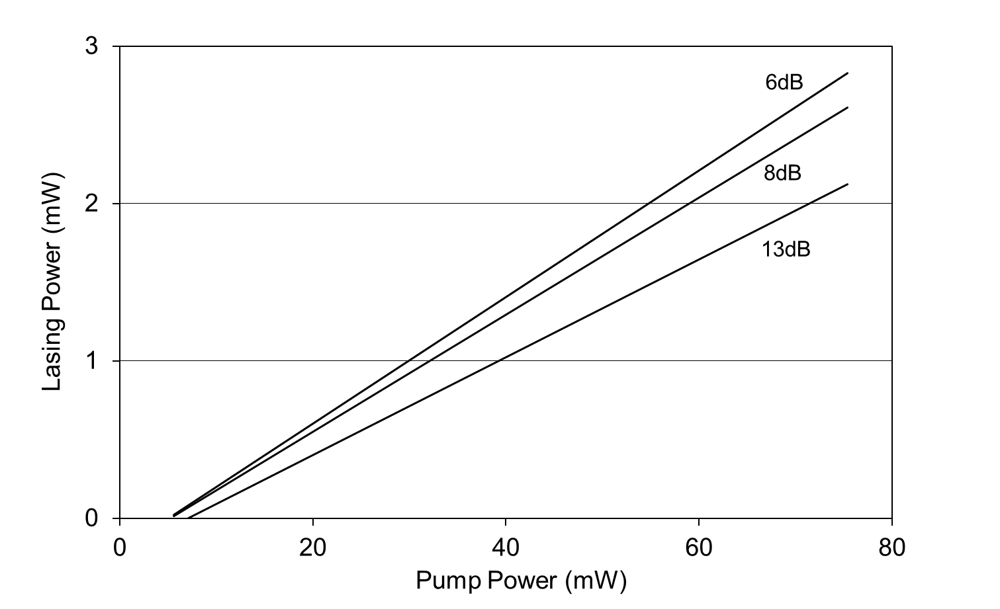 3
6dB
8dB
2
13dB
Lasing Power (mW)
1
0
0 20 40 60 80
Pump Power (mW)